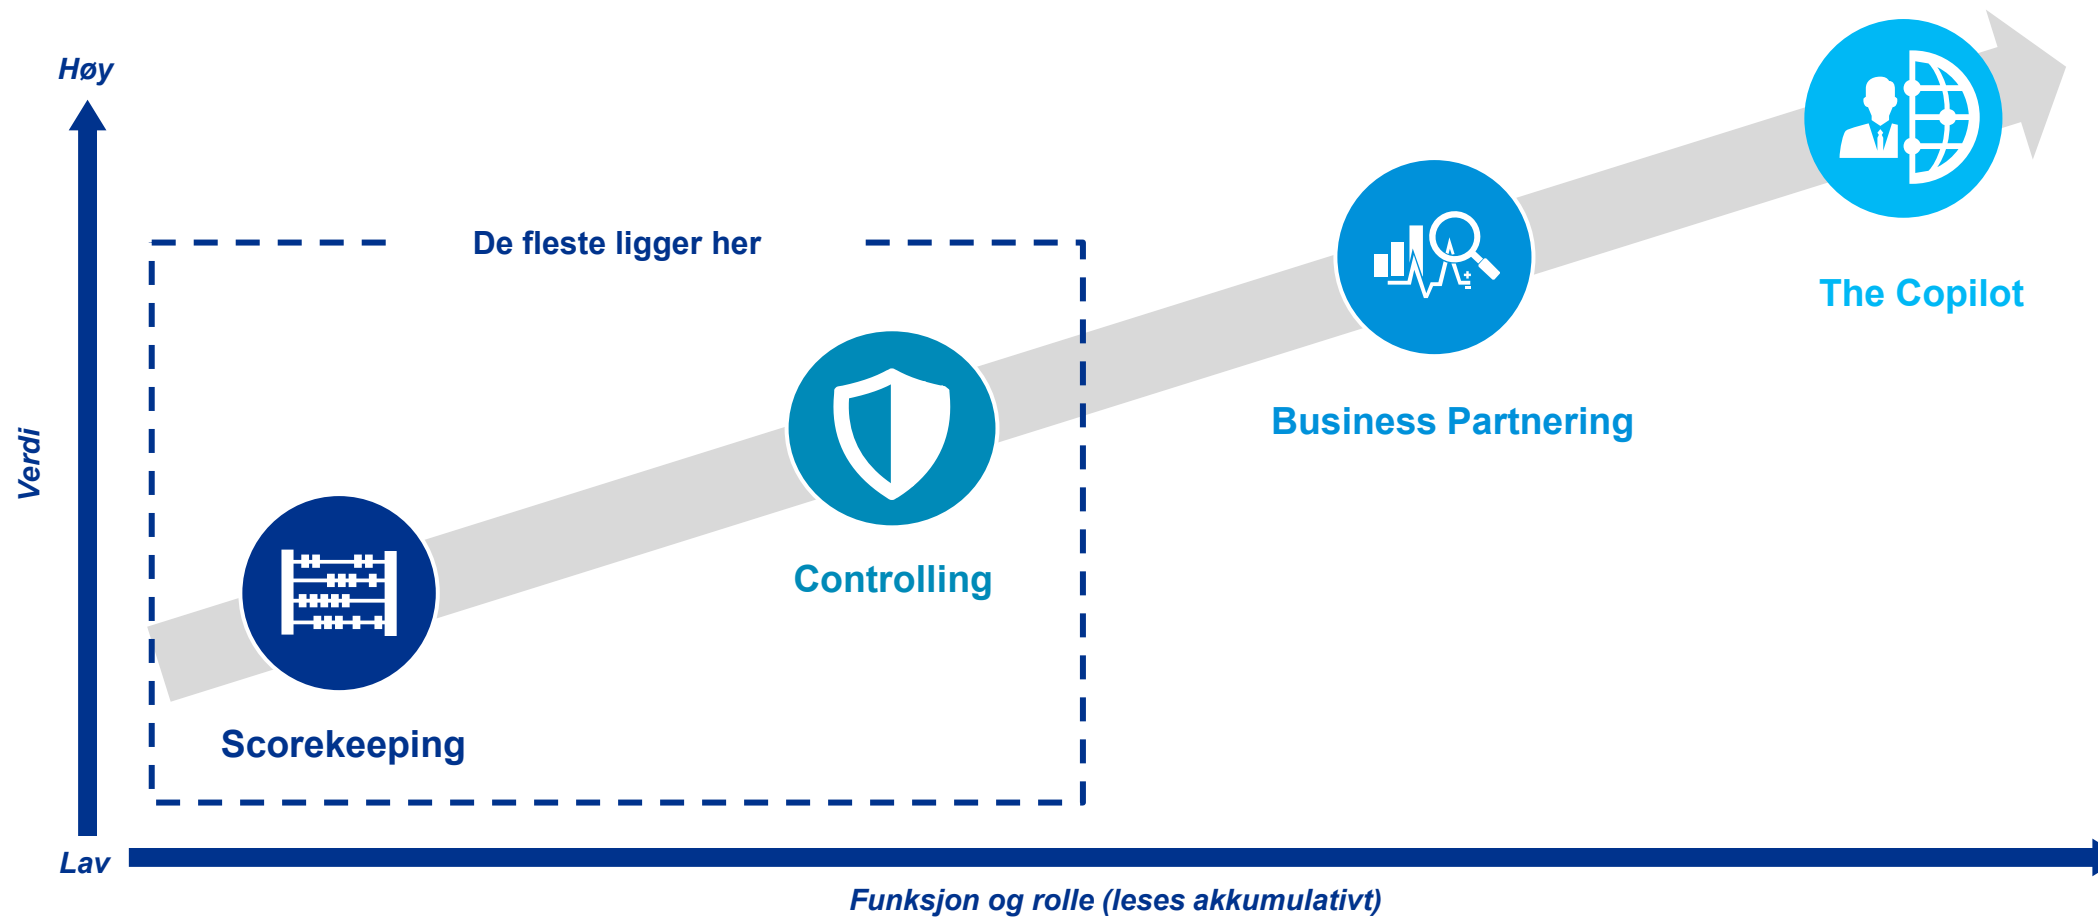 Høy
De fleste ligger her
The Copilot
Business Partnering
Verdi
Controlling
Scorekeeping
Lav
Funksjon og rolle (leses akkumulativt)